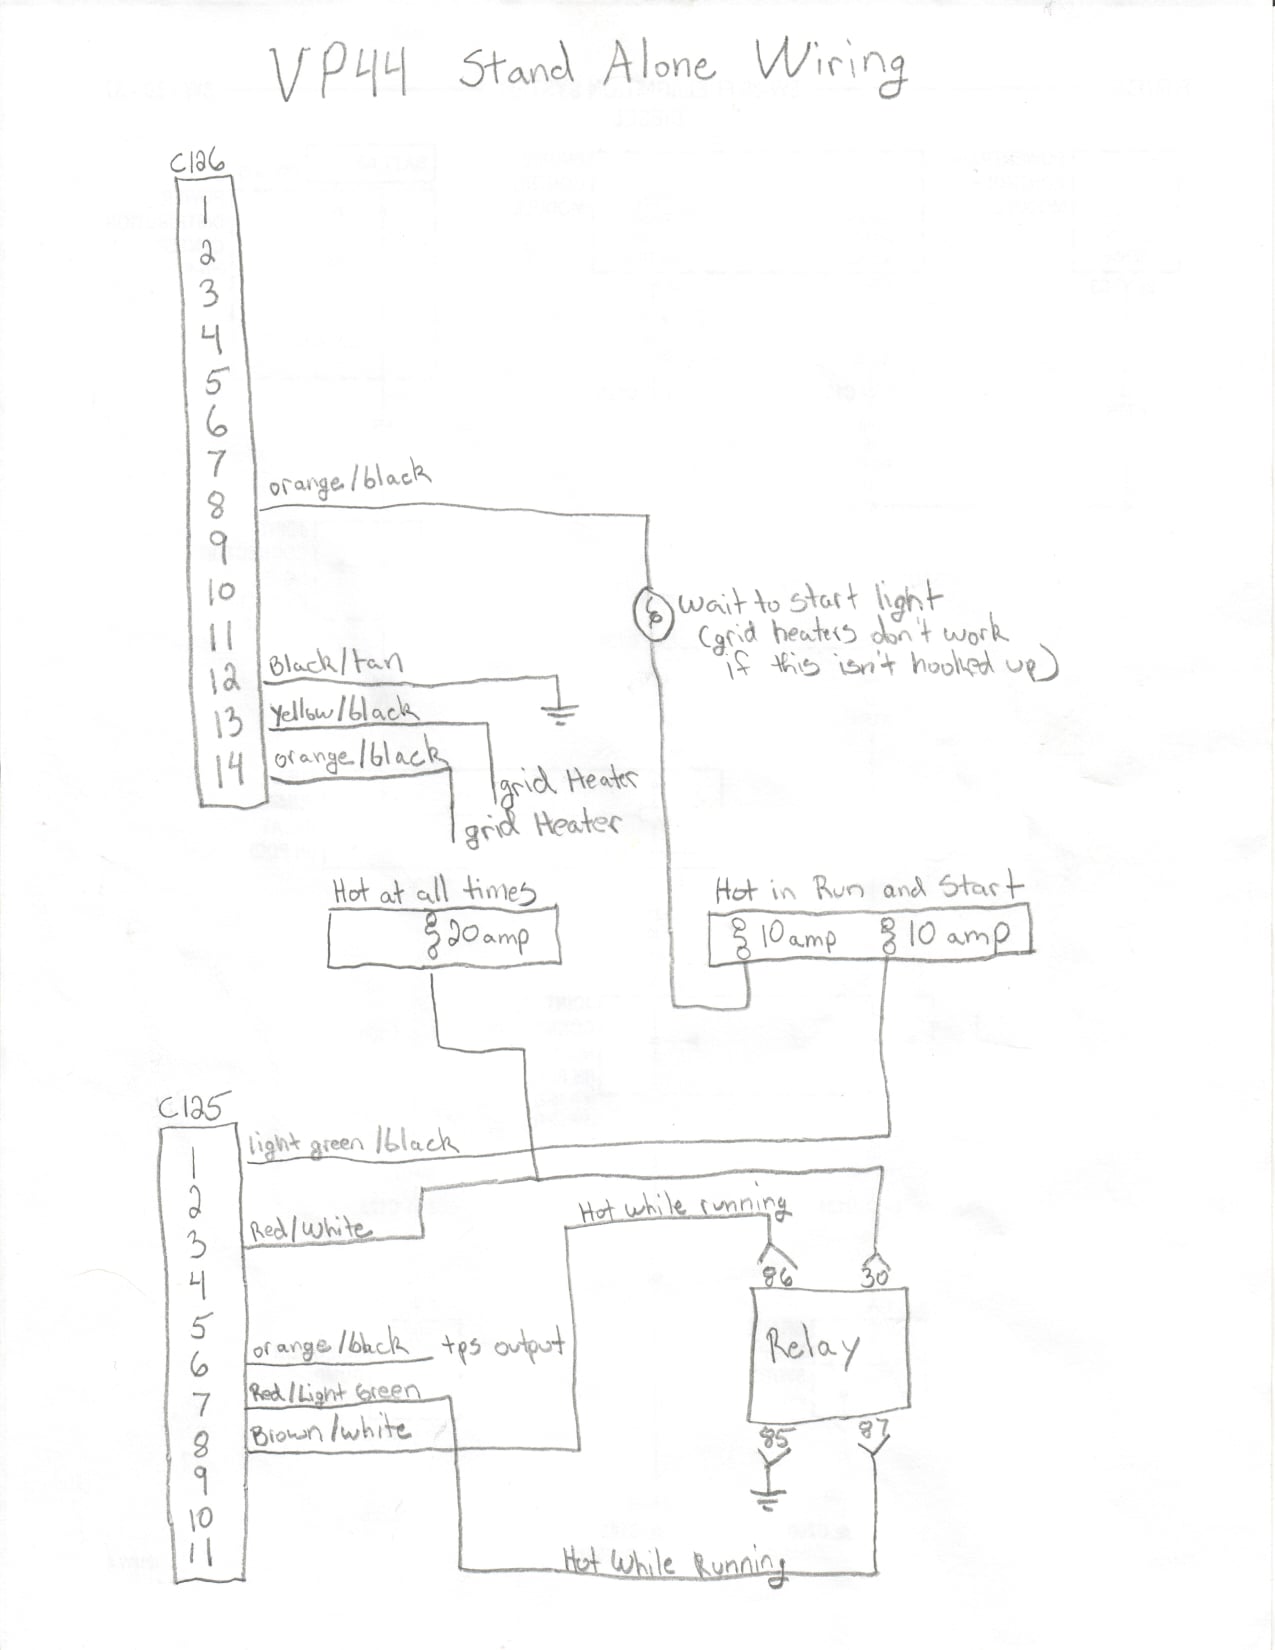 VP44 Stand Alone Wiring
C126
1
2
3
4
5
6
7
orange/black
8
9
10
wait to start light
(grid heaters don't work
if this isn't hooked up)
11
Black/tan
12
yellow/black
13
orange/black
14
grid Heater
grid Heater
Hot at all times
20 amp
Hot in Run and Start
10 amp
10 amp
C125
light green/black
1
2
Red/white
3
4
5
orange/black tps output
6
Red/Light Green
7
Brown/white
8
9
10
11
Hot while running
86
30
Relay
85
87
Hot While Running